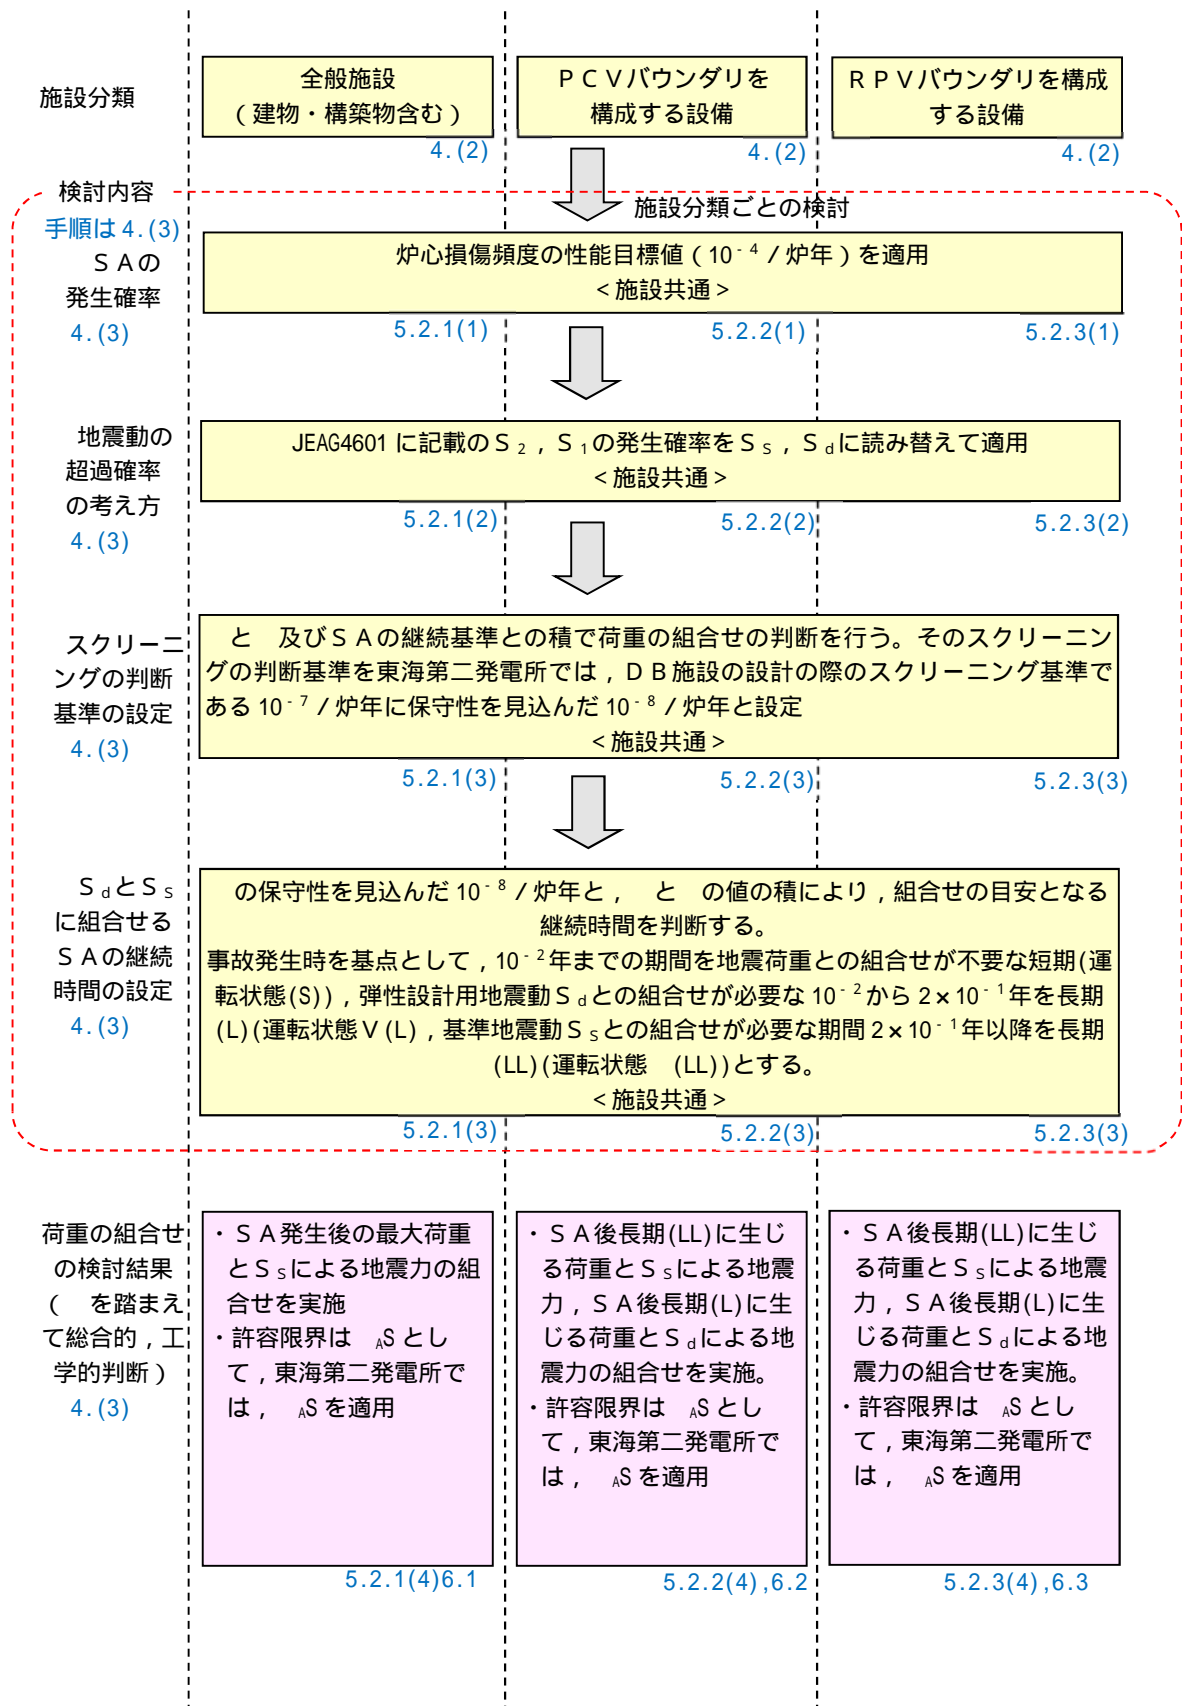 施設分類
全般施設
（建物・構築物含む）
4.(2)
ＰＣＶバウンダリを
構成する設備
4.(2)
ＲＰＶバウンダリを構成
する設備
4.(2)
検討内容
手順は 4.(3)
施設分類ごとの検討
ＳＡの
発生確率
4.(3)
炉心損傷頻度の性能目標値（10⁻⁴／炉年）を適用
＜施設共通＞
5.2.1(1)
5.2.2(1)
5.2.3(1)
地震動の
超過確率
の考え方
4.(3)
JEAG4601 に記載のＳ₂，Ｓ₁の発生確率をＳs，Ｓdに読み替えて適用
＜施設共通＞
5.2.1(2)
5.2.2(2)
5.2.3(2)
スクリーニ
ングの判断
基準の設定
4.(3)
と　及びＳＡの継続基準との積で荷重の組合せの判断を行う。そのスクリーニン
グの判断基準を東海第二発電所では，ＤＢ施設の設計の際のスクリーニング基準で
ある 10⁻⁷／炉年に保守性を見込んだ 10⁻⁸／炉年と設定
＜施設共通＞
5.2.1(3)
5.2.2(3)
5.2.3(3)
ＳdとＳs
に組合せる
ＳＡの継続
時間の設定
4.(3)
の保守性を見込んだ 10⁻⁸／炉年と，　と　の値の積により，組合せの目安となる
継続時間を判断する。
事故発生時を基点として，10⁻²年までの期間を地震荷重との組合せが不要な短期(運
転状態(S))，弾性設計用地震動Ｓdとの組合せが必要な 10⁻²から 2×10⁻¹年を長期
(L)(運転状態Ｖ(L)，基準地震動Ｓsとの組合せが必要な期間 2×10⁻¹年以降を長期
(LL)(運転状態　(LL))とする。
＜施設共通＞
5.2.1(3)
5.2.2(3)
5.2.3(3)
荷重の組合せ
の検討結果
（　を踏まえ
て総合的，工
学的判断）
4.(3)
・ＳＡ発生後の最大荷重
とＳsによる地震力の組
合せを実施
・許容限界は　ᴀS とし
て，東海第二発電所で
は，　ᴀS を適用
5.2.1(4)6.1
・ＳＡ後長期(LL)に生じ
る荷重とＳsによる地震
力，ＳＡ後長期(L)に生
じる荷重とＳdによる地
震力の組合せを実施。
・許容限界は　ᴀS とし
て，東海第二発電所で
は，　ᴀS を適用
5.2.2(4),6.2
・ＳＡ後長期(LL)に生じ
る荷重とＳsによる地震
力，ＳＡ後長期(L)に生
じる荷重とＳdによる地
震力の組合せを実施。
・許容限界は　ᴀS とし
て，東海第二発電所で
は，　ᴀS を適用
5.2.3(4),6.3